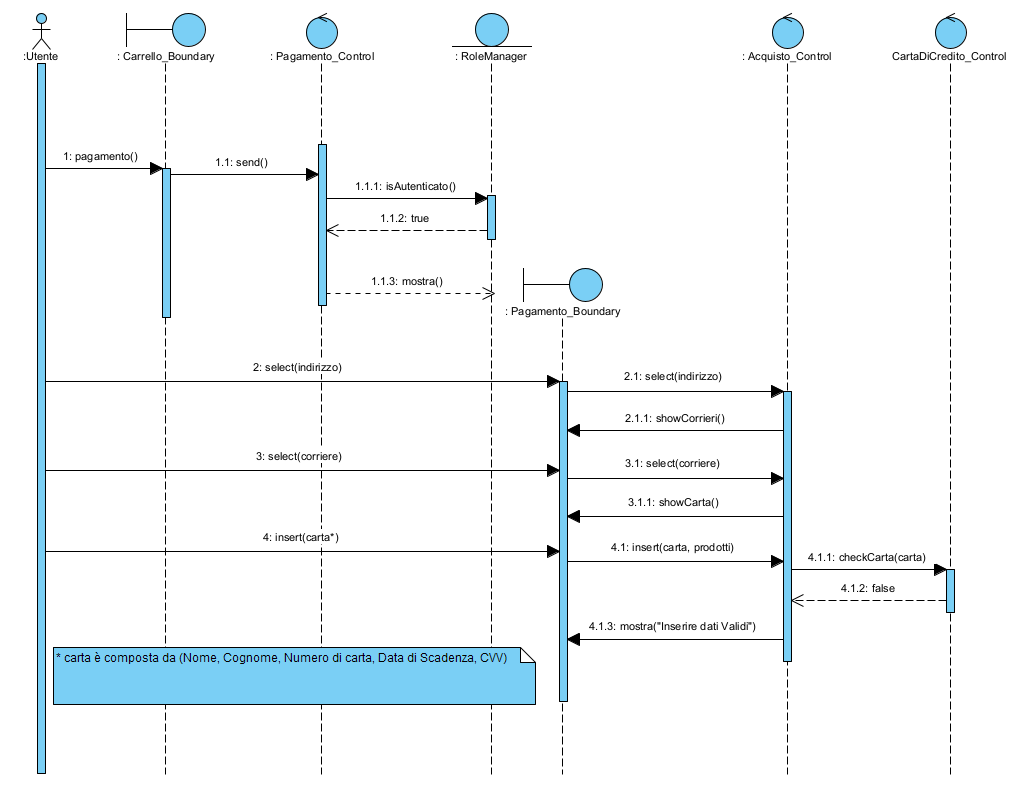 :Utente
: Carrello_Boundary
: Pagamento_Control
: RoleManager
: Acquisto_Control
CartaDiCredito_Control
1: pagamento()
1.1: send()
1.1.1: isAutenticato()
1.1.2: true
1.1.3: mostra()
: Pagamento_Boundary
2: select(indirizzo)
2.1: select(indirizzo)
2.1.1: showCorrieri()
3: select(corriere)
3.1: select(corriere)
3.1.1: showCarta()
4: insert(carta*)
4.1: insert(carta, prodotti)
4.1.1: checkCarta(carta)
4.1.2: false
4.1.3: mostra("Inserire dati Validi")
* carta è composta da (Nome, Cognome, Numero di carta, Data di Scadenza, CVV)